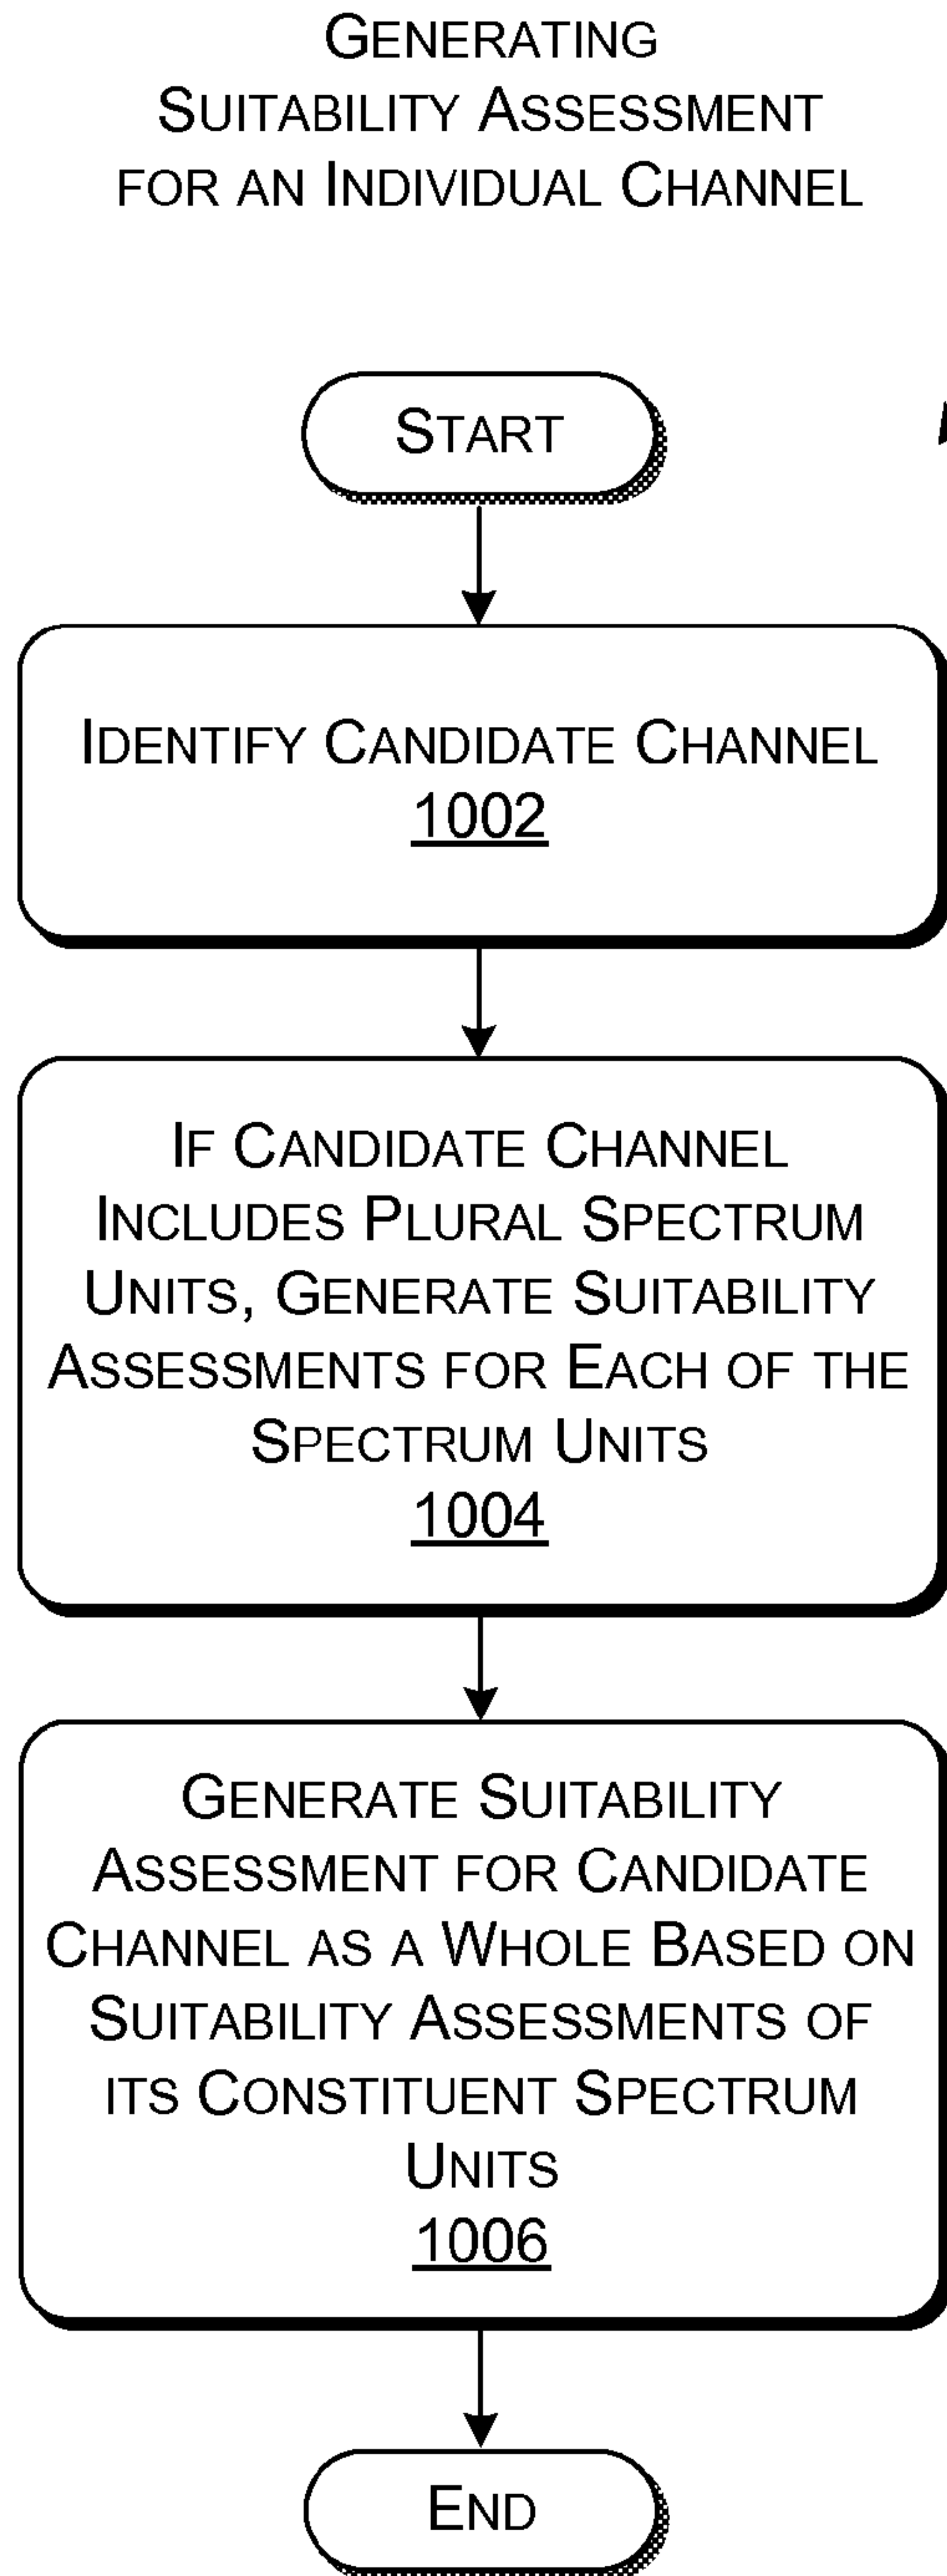 GENERATING
SUITABILITY ASSESSMENT
FOR AN INDIVIDUAL CHANNEL
START
IDENTIFY CANDIDATE CHANNEL
1002
IF CANDIDATE CHANNEL
INCLUDES PLURAL SPECTRUM
UNITS, GENERATE SUITABILITY
ASSESSMENTS FOR EACH OF THE
SPECTRUM UNITS
1004
GENERATE SUITABILITY
ASSESSMENT FOR CANDIDATE
CHANNEL AS A WHOLE BASED ON
SUITABILITY ASSESSMENTS OF
ITS CONSTITUENT SPECTRUM
UNITS
1006
END